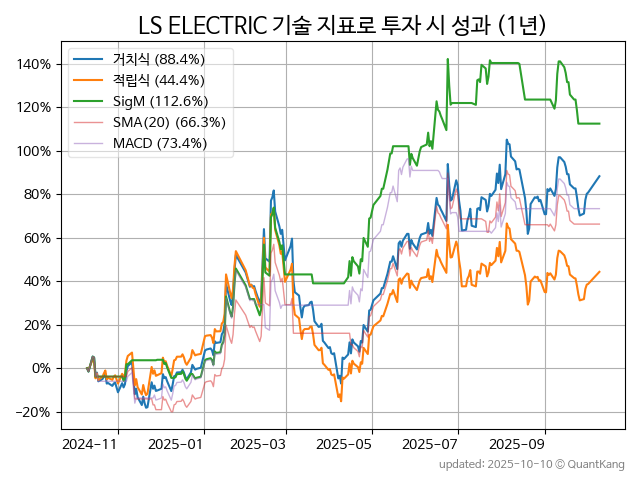 LS ELECTRIC 기술 지표로 투자 시 성과 (1년)
거치식 (88.4%)
적립식 (44.4%)
SigM (112.6%)
SMA(20) (66.3%)
MACD (73.4%)
140%
120%
100%
80%
60%
40%
20%
0%
−20%
2024-11
2025-01
2025-03
2025-05
2025-07
2025-09
updated: 2025-10-10 © QuantKang